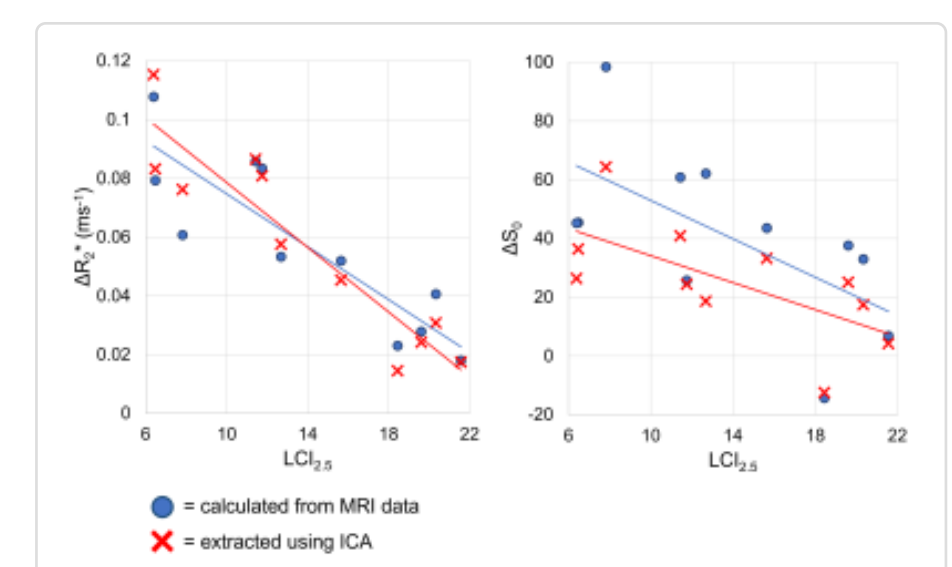 0.12
0.1
0.08
0.06
0.04
0.02
0
ΔR₂* (ms⁻¹)
6 10 14 18 22
LCI₂.₅
100
80
60
40
20
0
-20
ΔS₀
6 10 14 18 22
LCI₂.₅
= calculated from MRI data
= extracted using ICA